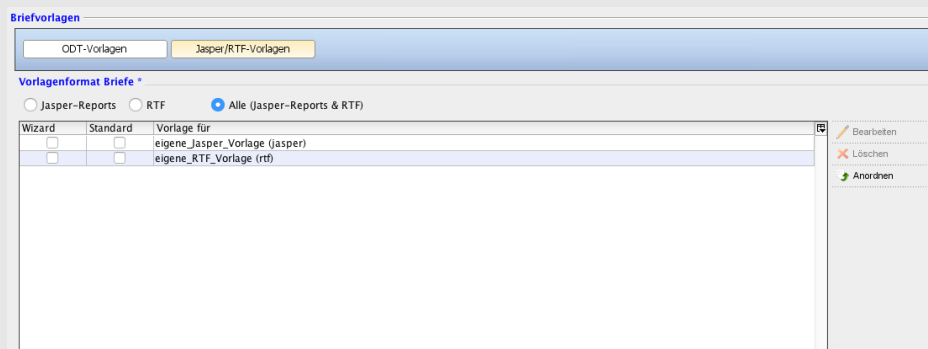 Briefvorlagen
ODT-Vorlagen Jasper/RTF-Vorlagen
Vorlagenformat Briefe *
Jasper-Reports RTF Alle (Jasper-Reports & RTF)
Wizard Standard Vorlage für
eigene_Jasper_Vorlage (jasper)
eigene_RTF_Vorlage (rtf)
Bearbeiten
Löschen
Anordnen